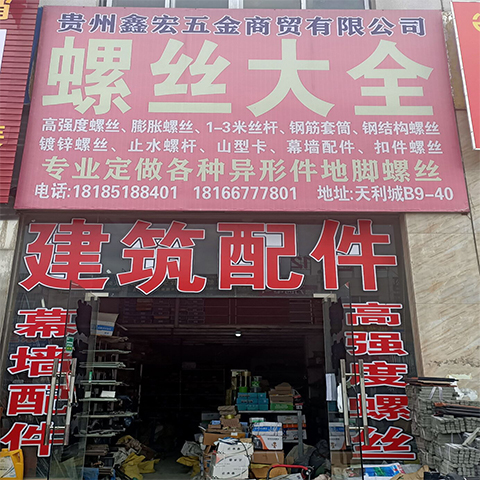 贵州鑫宏五金商贸有限公司
螺丝大全
高强度螺丝、膨胀螺丝、1-3米丝杆、钢筋套筒、钢结构螺丝
镀锌螺丝、止水螺杆、山型卡、幕墙配件、扣件螺丝
专业定做各种异形件地脚螺丝
电话:18185188401 18166777801 地址:天利城B9-40
建筑配件
幕墙配件
高强度螺丝